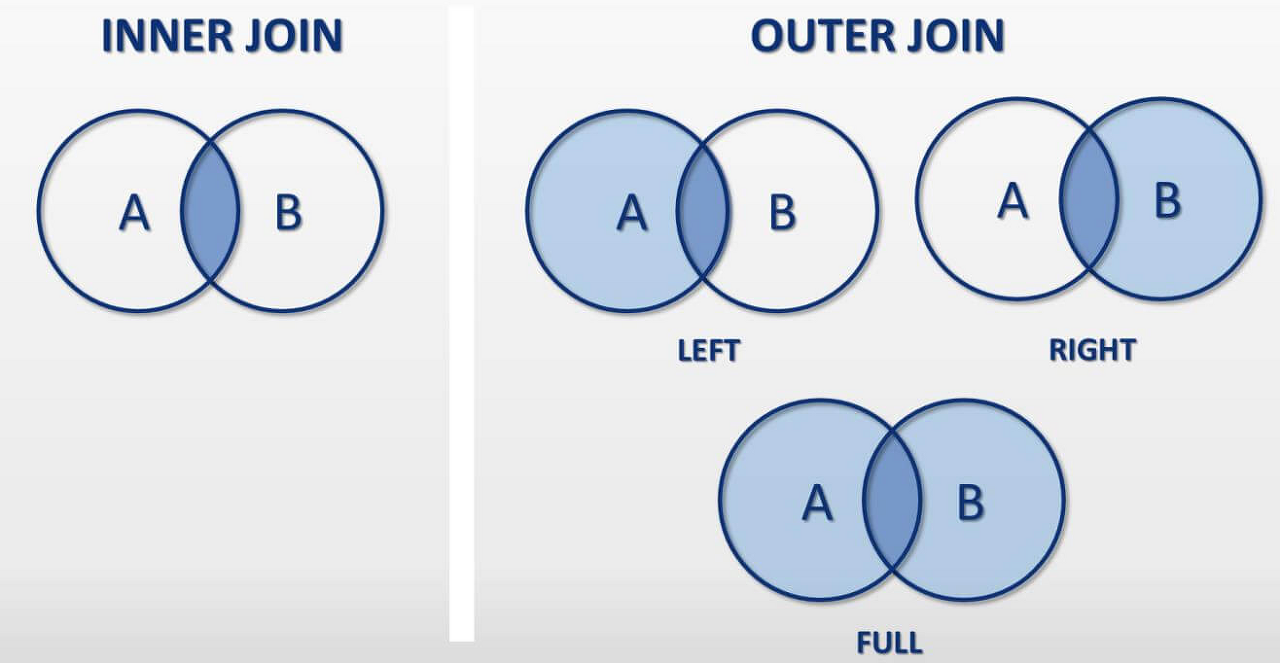 INNER JOIN
OUTER JOIN
A B
A B
A B
LEFT
RIGHT
A B
FULL